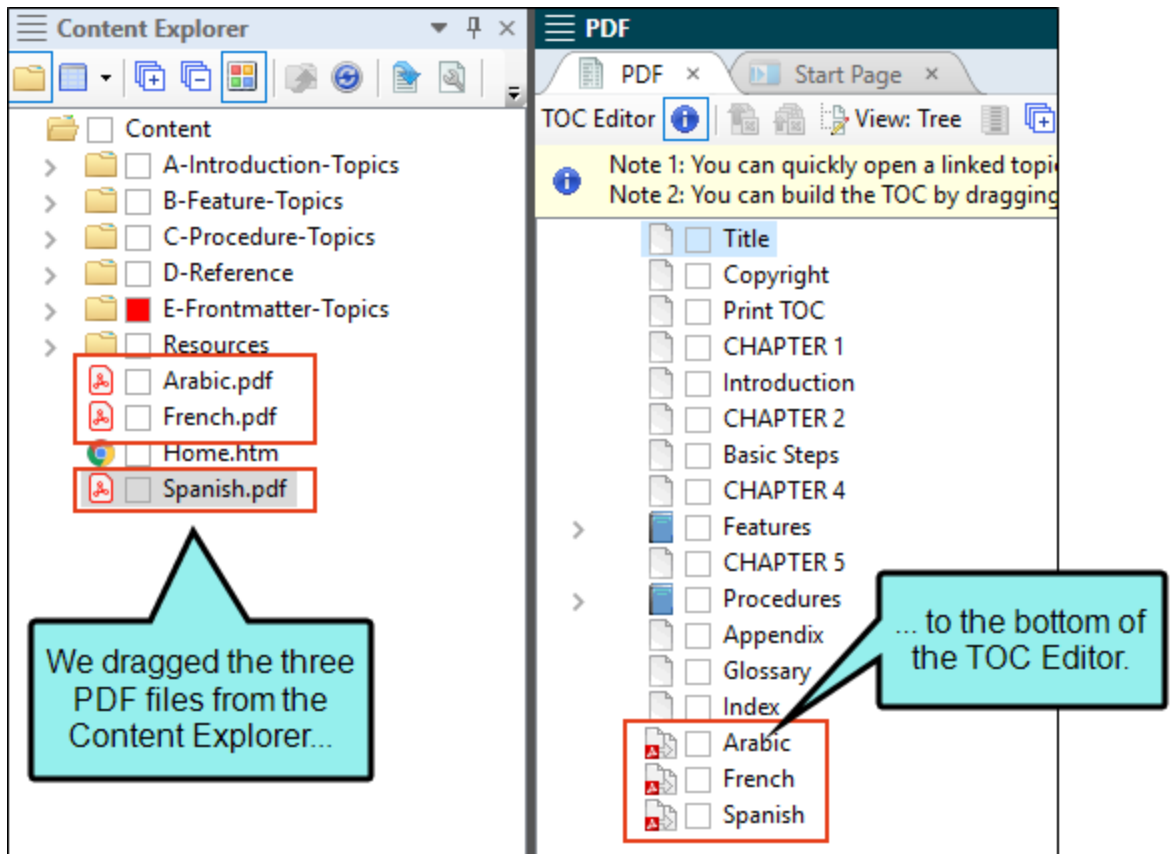 Content Explorer
Content
A-Introduction-Topics
B-Feature-Topics
C-Procedure-Topics
D-Reference
E-Frontmatter-Topics
Resources
Arabic.pdf
French.pdf
Home.htm
Spanish.pdf
We dragged the three
PDF files from the
Content Explorer...
PDF
PDF
Start Page
TOC Editor
View: Tree
Note 1: You can quickly open a linked topi
Note 2: You can build the TOC by dragging
Title
Copyright
Print TOC
CHAPTER 1
Introduction
CHAPTER 2
Basic Steps
CHAPTER 4
Features
CHAPTER 5
Procedures
Appendix
Glossary
Index
Arabic
French
Spanish
... to the bottom of
the TOC Editor.